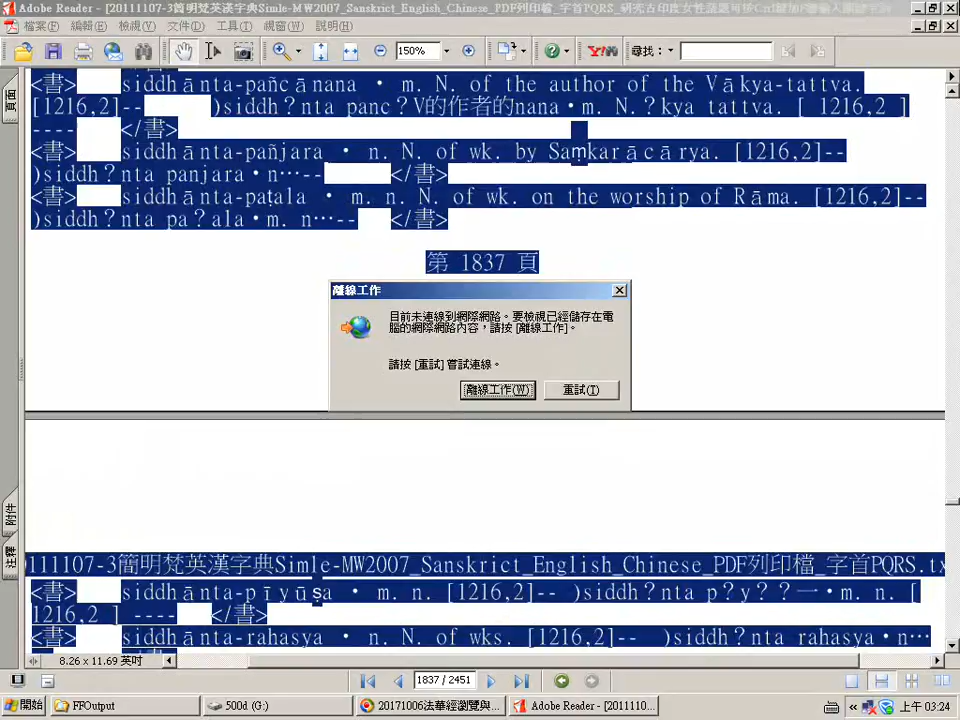 Adobe Reader - [20111107-3簡明梵英漢字典Simle-MW2007_Sanskrict_English_Chinese_PDF列印檔_字首PQRS
檔案(F) 編輯(E) 檢視(V) 文件(D) 工具(T) 視窗(W) 說明(H)
150% 尋找：
<書> siddhānta-pañcānana · m. N. of the author of the Vākya-tattva.
[1216,2]-- )siddh?nta panc?V的作者的nana·m. N.?kya tattva. [ 1216,2 ]
---- </書>
<書> siddhānta-pañjara · n. N. of wk. by Saṃkarācārya. [1216,2]--
)siddh?nta panjara·n…-- </書>
<書> siddhānta-paṭala · m. n. N. of wk. on the worship of Rāma. [1216,2]--
)siddh?nta pa?ala·m. n…-- </書>
第 1837 頁
離線工作
目前未連線到網際網路。要檢視已經儲存在電
腦的網際網路內容，請按 [離線工作]。
請按 [重試] 嘗試連線。
離線工作(W) 重試(T)
頁面
附件
注釋
111107-3簡明梵英漢字典Simle-MW2007_Sanskrict_English_Chinese_PDF列印檔_字首PQRS.tx
<書> siddhānta-pīyūṣa · m. n. [1216,2]-- )siddh?nta p?y??一·m. n. [
1216,2 ] ---- </書>
<書> siddhānta-rahasya · n. N. of wks. [1216,2]-- )siddh?nta rahasya·n…
8.26 x 11.69 英吋
1837 / 2451
開始 FFOutput 500d (G:) 20171006法華經瀏覽與... Adobe Reader - [2011110... 上午 03:24